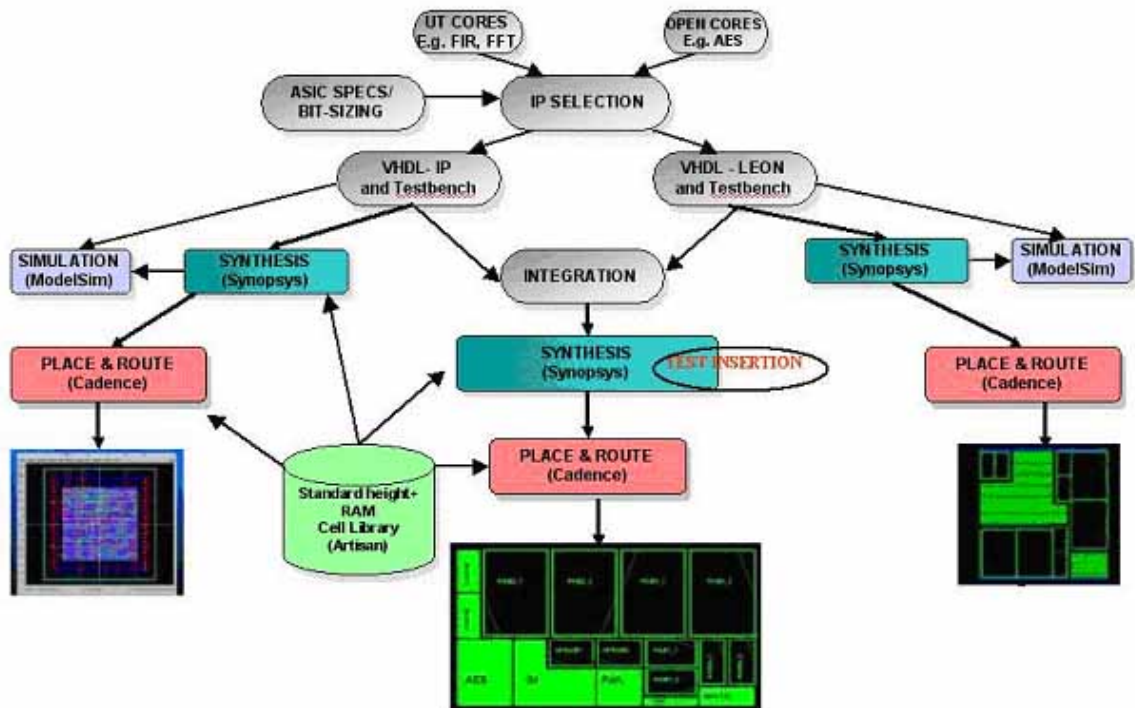 UT CORES
E.g. FIR, FFT
OPEN CORES
E.g. AES
ASIC SPECS/
BIT-SIZING
IP SELECTION
VHDL- IP
and Testbench
VHDL - LEON
and Testbench
SIMULATION
(ModelSim)
SYNTHESIS
(Synopsys)
INTEGRATION
SYNTHESIS
(Synopsys)
SIMULATION
(ModelSim)
PLACE & ROUTE
(Cadence)
SYNTHESIS
(Synopsys)
TEST INSERTION
PLACE & ROUTE
(Cadence)
PLACE & ROUTE
(Cadence)
Standard height+
RAM
Cell Library
(Artisan)
AES